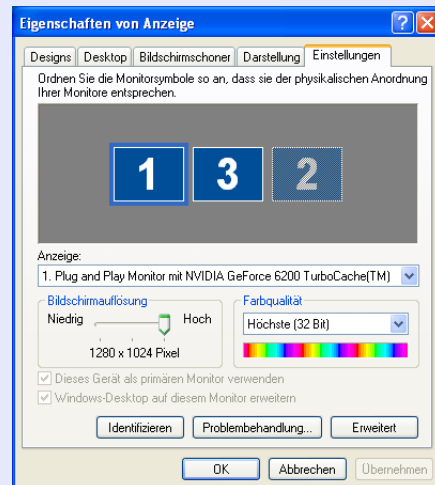 Eigenschaften von Anzeige
Designs Desktop Bildschirmschoner Darstellung Einstellungen
Ordnen Sie die Monitorsymbole so an, dass sie der physikalischen Anordnung
Ihrer Monitore entsprechen.
1 3 2
Anzeige:
1. Plug and Play Monitor mit NVIDIA GeForce 6200 TurboCache(TM)
Bildschirmauflösung
Niedrig Hoch
1280 x 1024 Pixel
Farbqualität
Höchste (32 Bit)
Dieses Gerät als primären Monitor verwenden
Windows-Desktop auf diesem Monitor erweitern
Identifizieren Problembehandlung... Erweitert
OK Abbrechen Übernehmen